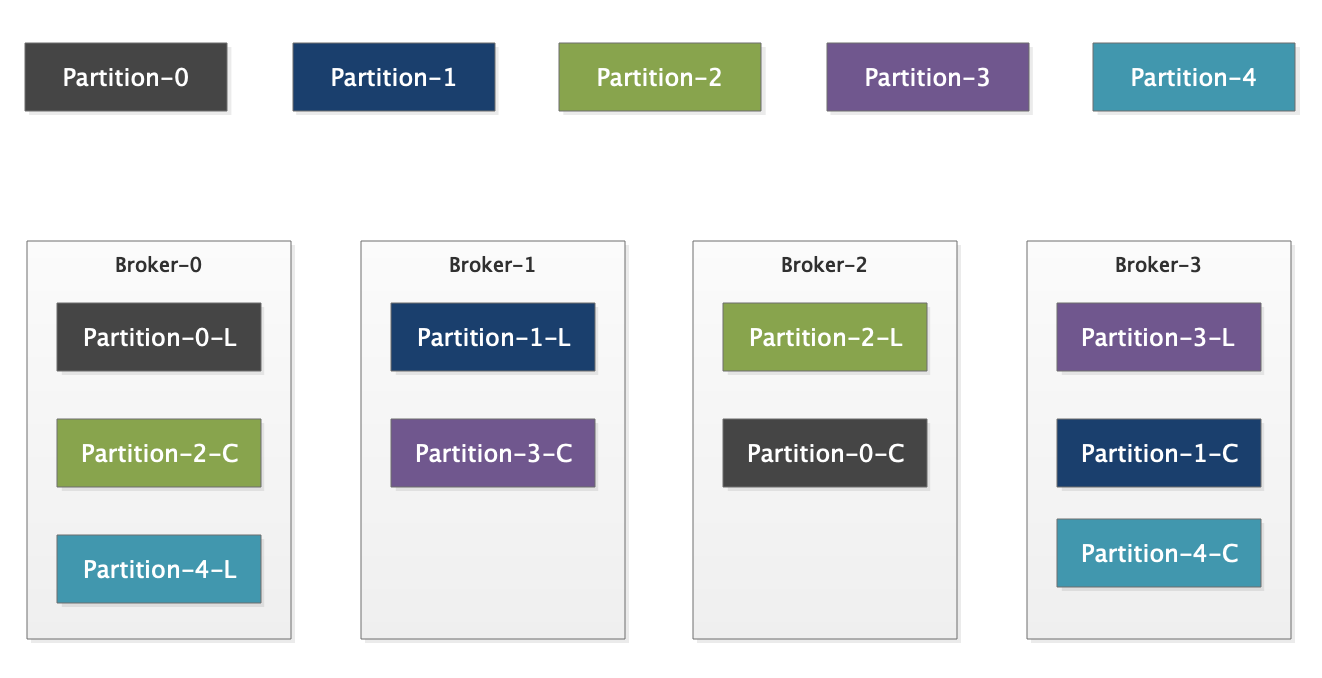 Partition-0
Partition-1
Partition-2
Partition-3
Partition-4
Broker-0
Partition-0-L
Partition-2-C
Partition-4-L
Broker-1
Partition-1-L
Partition-3-C
Broker-2
Partition-2-L
Partition-0-C
Broker-3
Partition-3-L
Partition-1-C
Partition-4-C